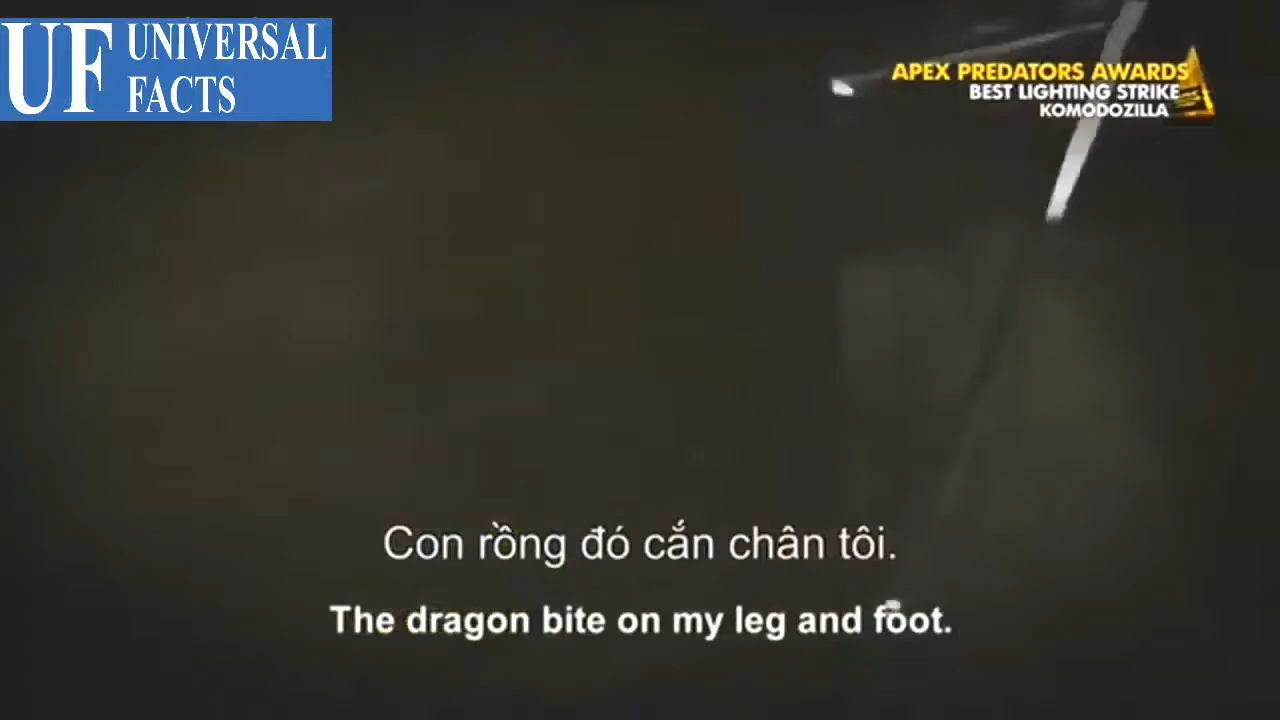 UF UNIVERSAL
FACTS
APEX PREDATORS AWARDS
BEST LIGHTING STRIKE
KOMODOZILLA
Con rồng đó cắn chân tôi.
The dragon bite on my leg and foot.